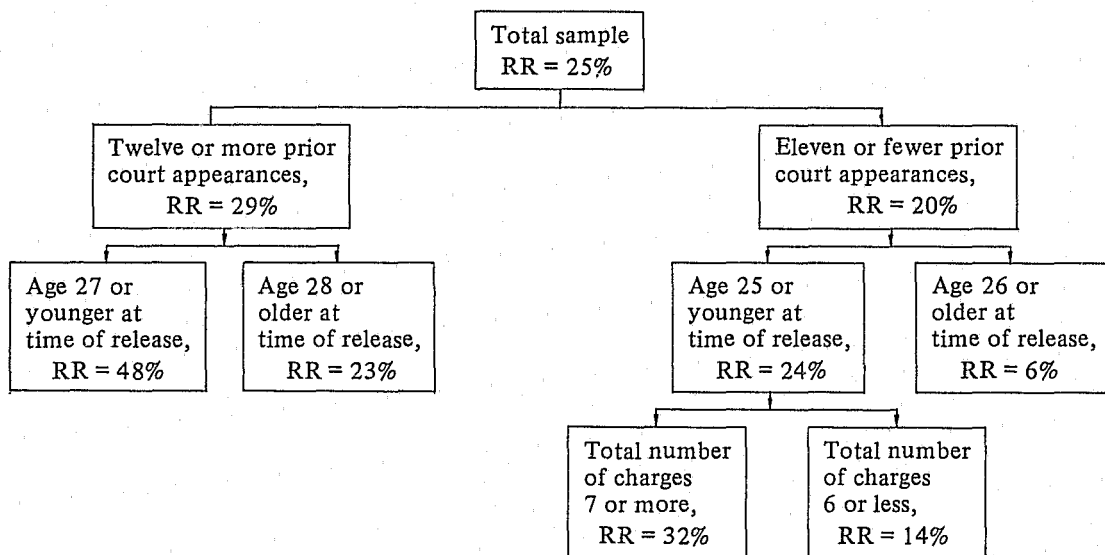 Total sample
RR = 25%
Twelve or more prior
court appearances,
RR = 29%
Eleven or fewer prior
court appearances,
RR = 20%
Age 27 or
younger at
time of release,
RR = 48%
Age 28 or
older at
time of release,
RR = 23%
Age 25 or
younger at
time of release,
RR = 24%
Age 26 or
older at
time of release,
RR = 6%
Total number
of charges
7 or more,
RR = 32%
Total number
of charges
6 or less,
RR = 14%